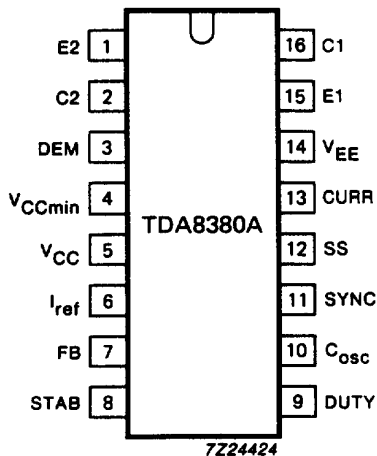 E2 1 16 C1
C2 2 15 E1
DEM 3 14 VEE
VCCmin 4 13 CURR
TDA8380A
VCC 5 12 SS
Iref 6 11 SYNC
FB 7 10 Cosc
STAB 8 9 DUTY
7Z24424